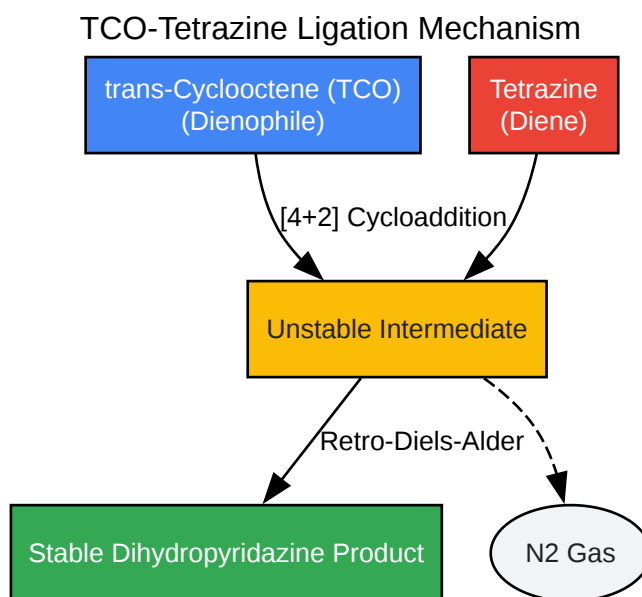 TCO-Tetrazine Ligation Mechanism
trans-Cyclooctene (TCO)
(Dienophile)
Tetrazine
(Diene)
[4+2] Cycloaddition
Unstable Intermediate
Retro-Diels-Alder
Stable Dihydropyridazine Product
N2 Gas